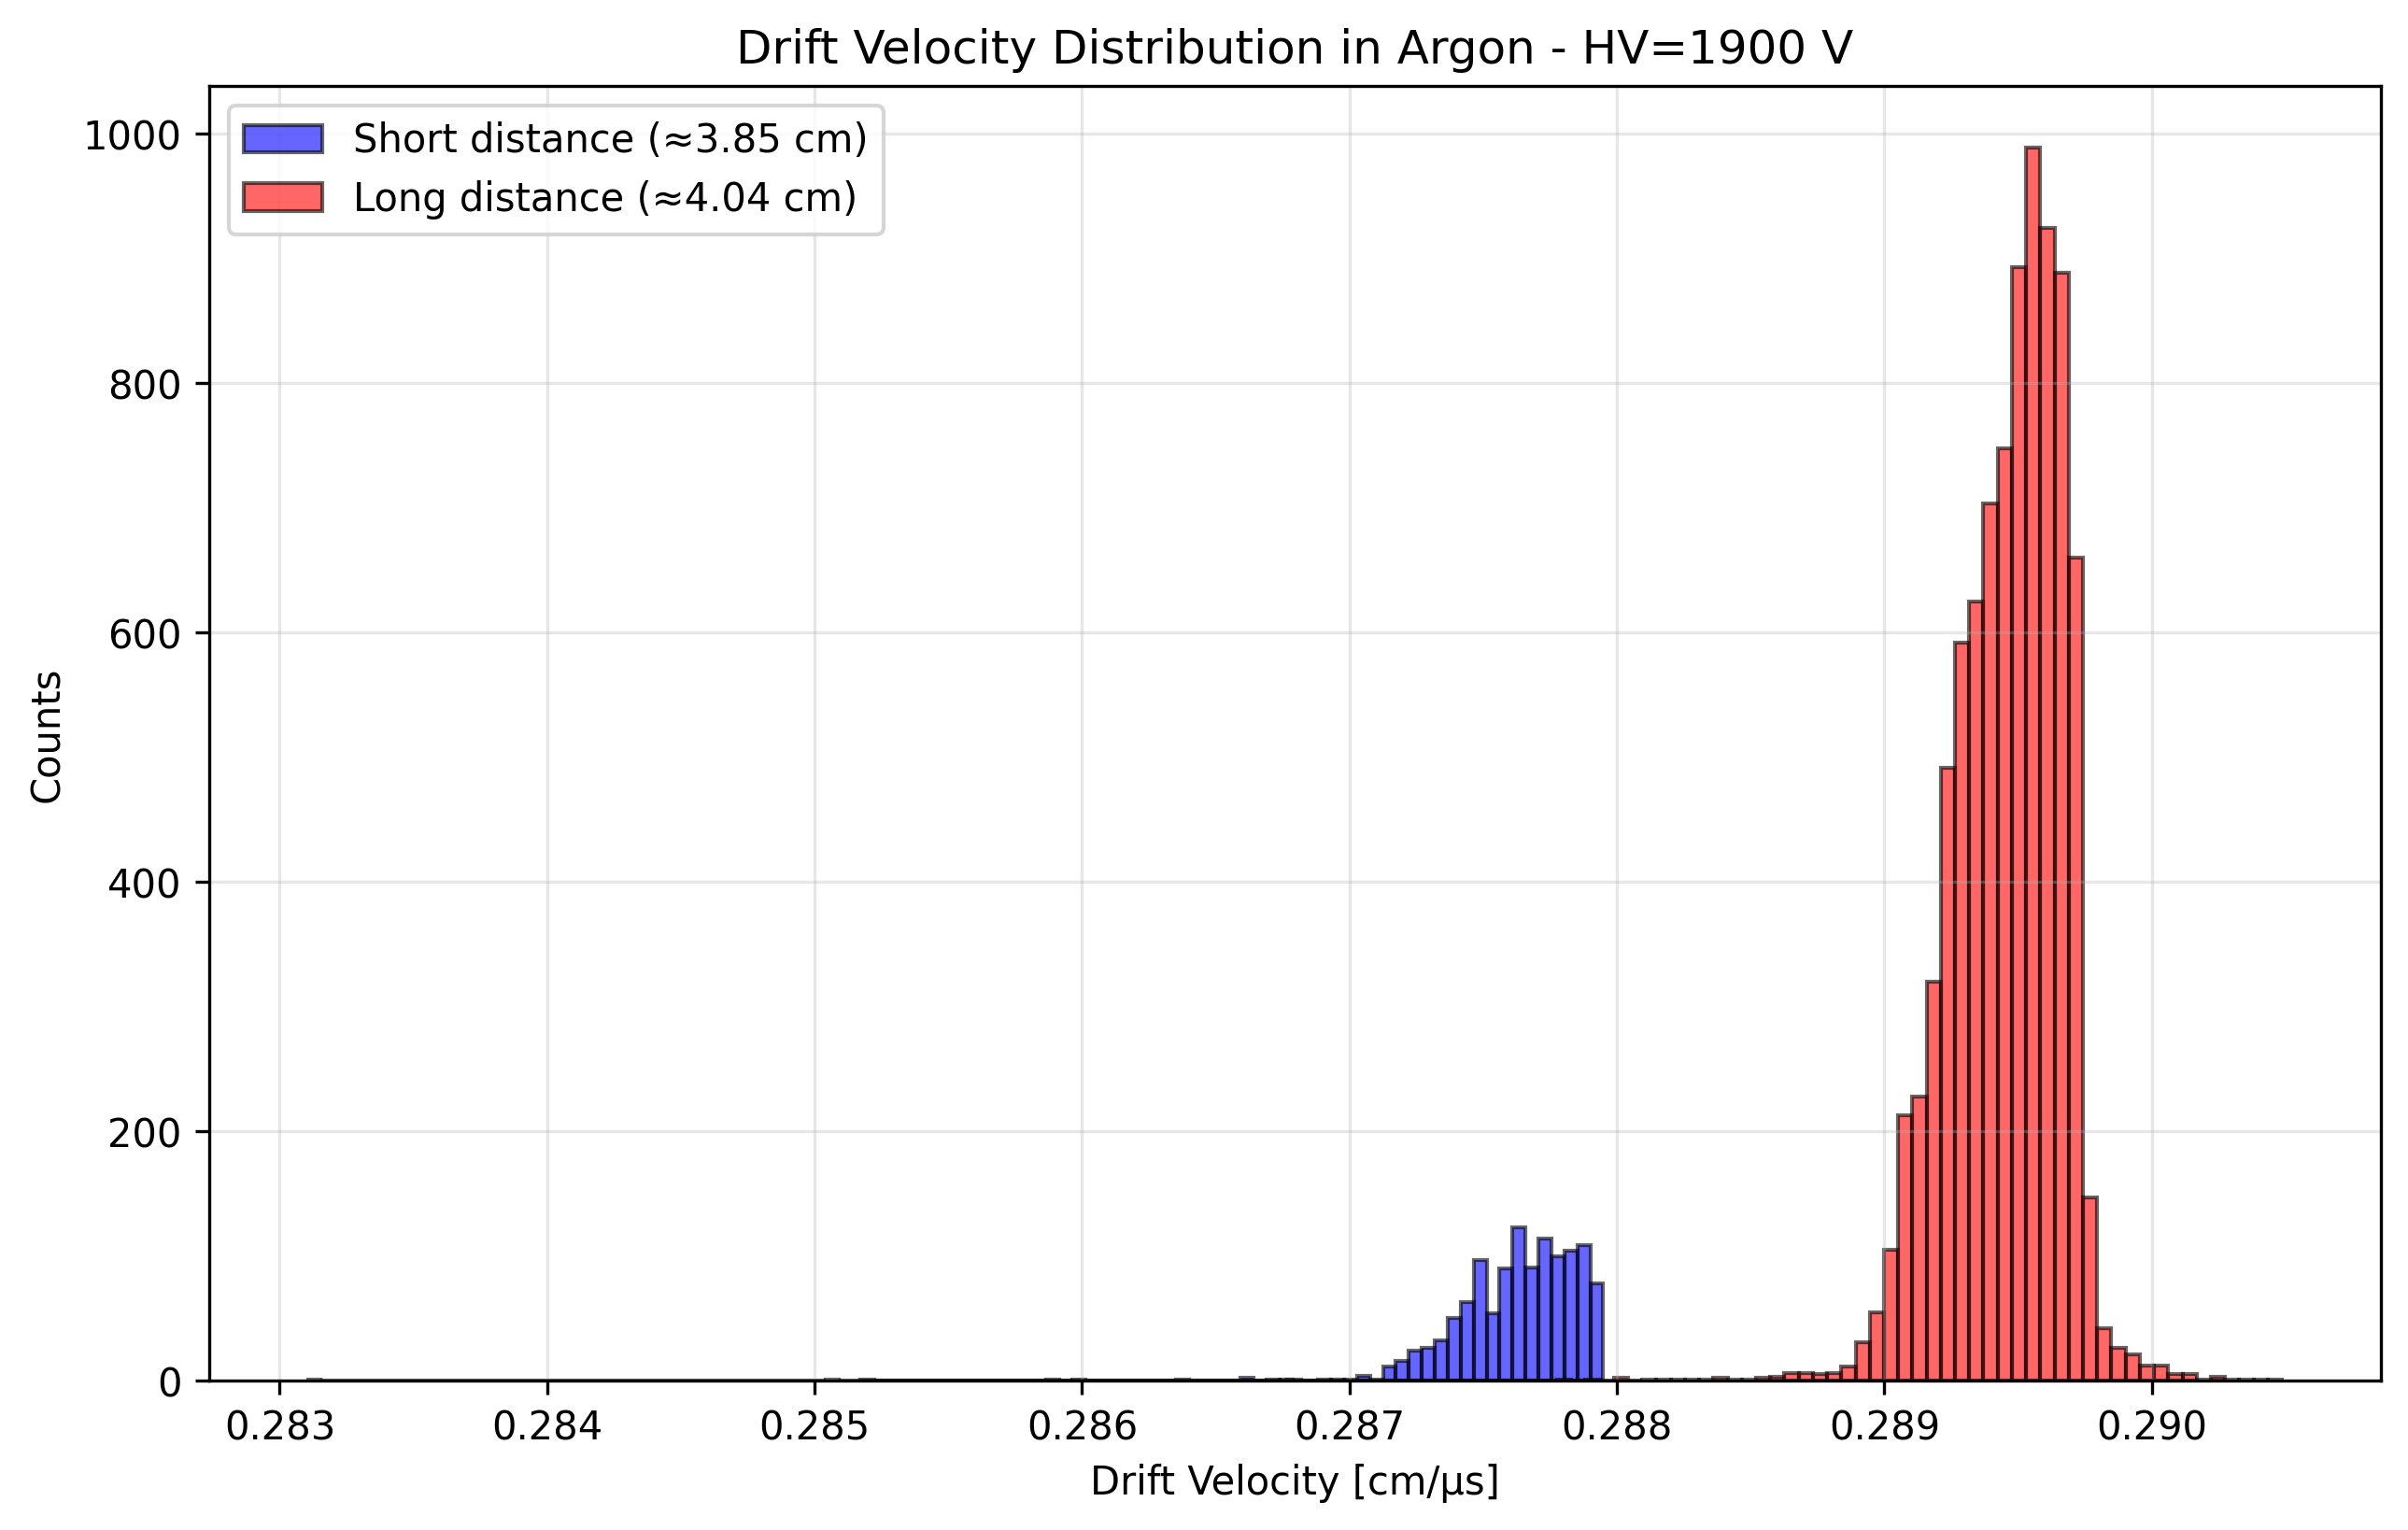 Drift Velocity Distribution in Argon - HV=1900 V
Short distance (≈3.85 cm)
Long distance (≈4.04 cm)
1000
800
600
400
200
0
Counts
0.283 0.284 0.285 0.286 0.287 0.288 0.289 0.290
Drift Velocity [cm/μs]